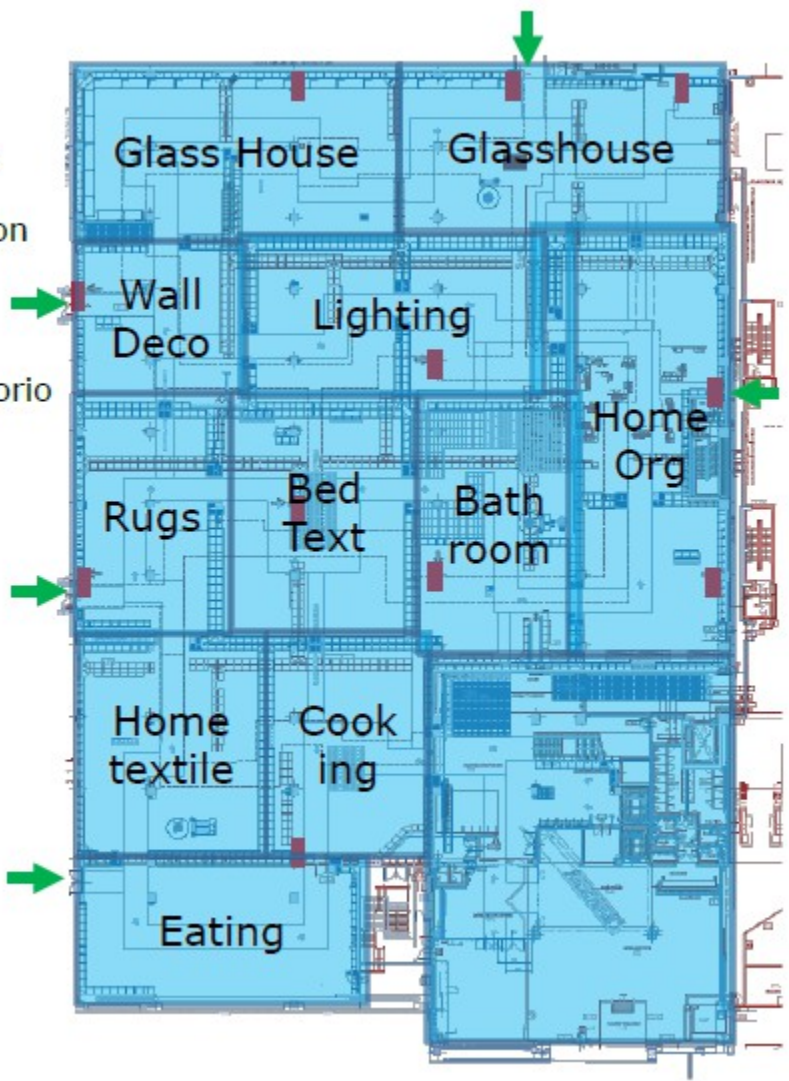 Glass House
Glasshouse
on
Wall
Deco
Lighting
orio
Home
Org
Rugs
Bed
Text
Bath
room
Home
textile
Cook
ing
Eating